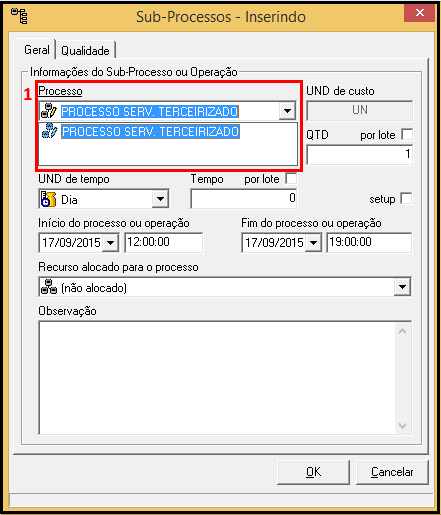 Sub-Processos - Inserindo
Geral Qualidade
Informações do Sub-Processo ou Operação
1 Processo UND de custo
PROCESSO SERV. TERCEIRIZADO UN
PROCESSO SERV. TERCEIRIZADO QTD por lote
1
UND de tempo Tempo por lote
Dia 0 setup
Início do processo ou operação Fim do processo ou operação
17/09/2015 12:00:00 17/09/2015 19:00:00
Recurso alocado para o processo
(não alocado)
Observação
OK Cancelar